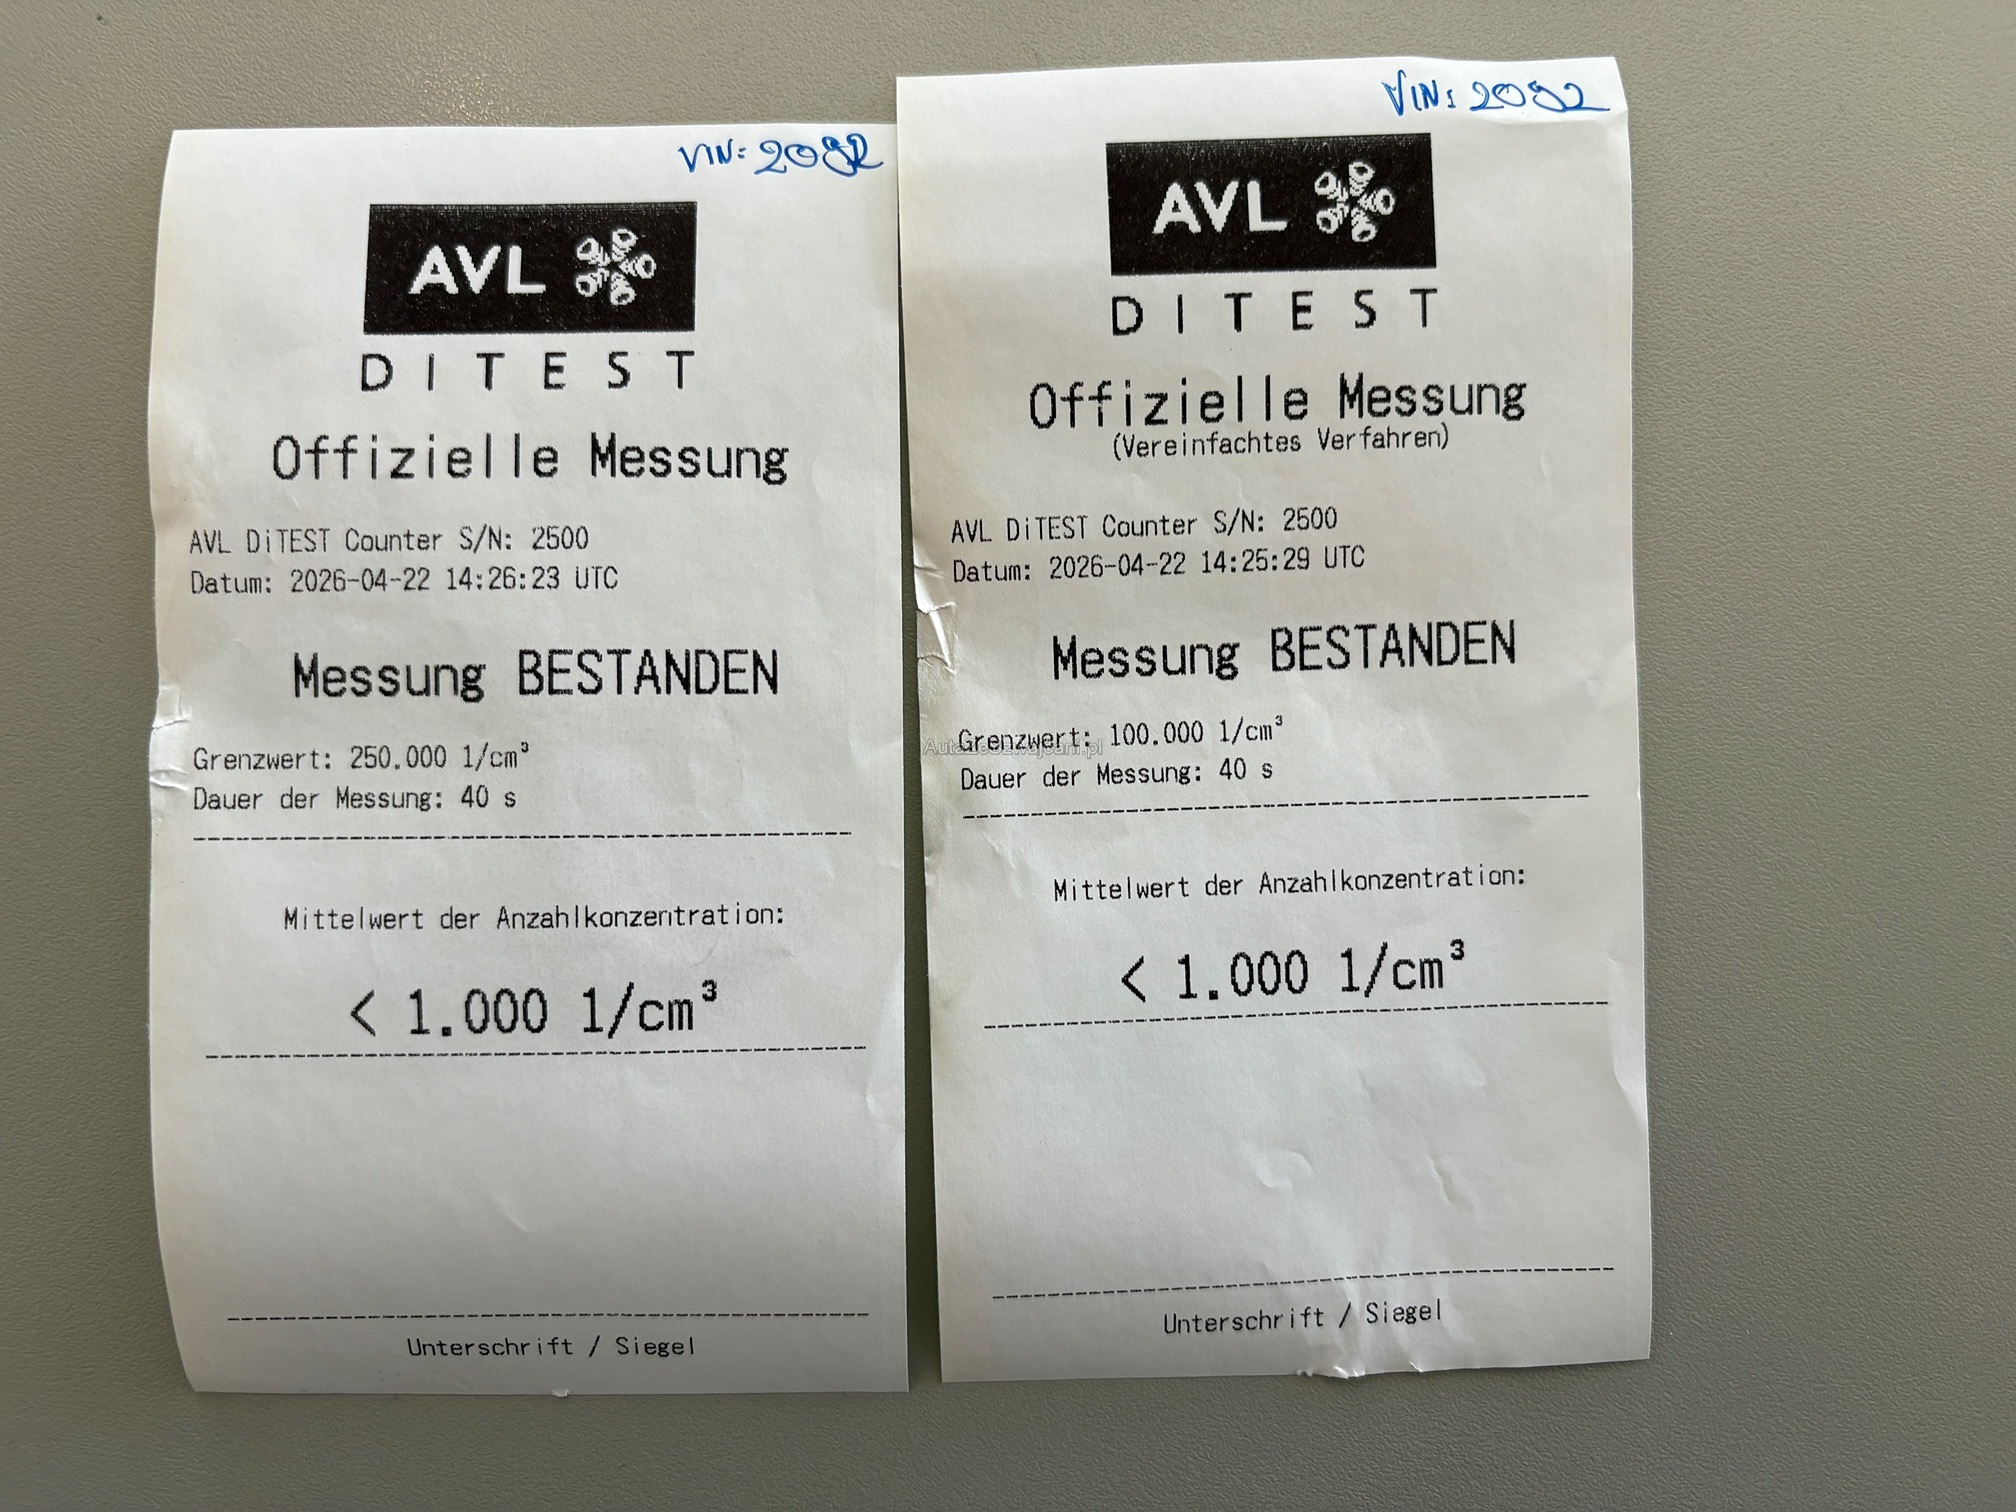 VIN: 2092
AVL
DITEST
Offizielle Messung
AVL DiTEST Counter S/N: 2500
Datum: 2026-04-22 14:26:23 UTC
Messung BESTANDEN
Grenzwert: 250.000 1/cm³
Dauer der Messung: 40 s
Mittelwert der Anzahlkonzentration:
< 1.000 1/cm³
Unterschrift / Siegel
VIN: 2092
AVL
DITEST
Offizielle Messung
(Vereinfachtes Verfahren)
AVL DiTEST Counter S/N: 2500
Datum: 2026-04-22 14:25:29 UTC
Messung BESTANDEN
Grenzwert: 100.000 1/cm³
Dauer der Messung: 40 s
Mittelwert der Anzahlkonzentration:
< 1.000 1/cm³
Unterschrift / Siegel